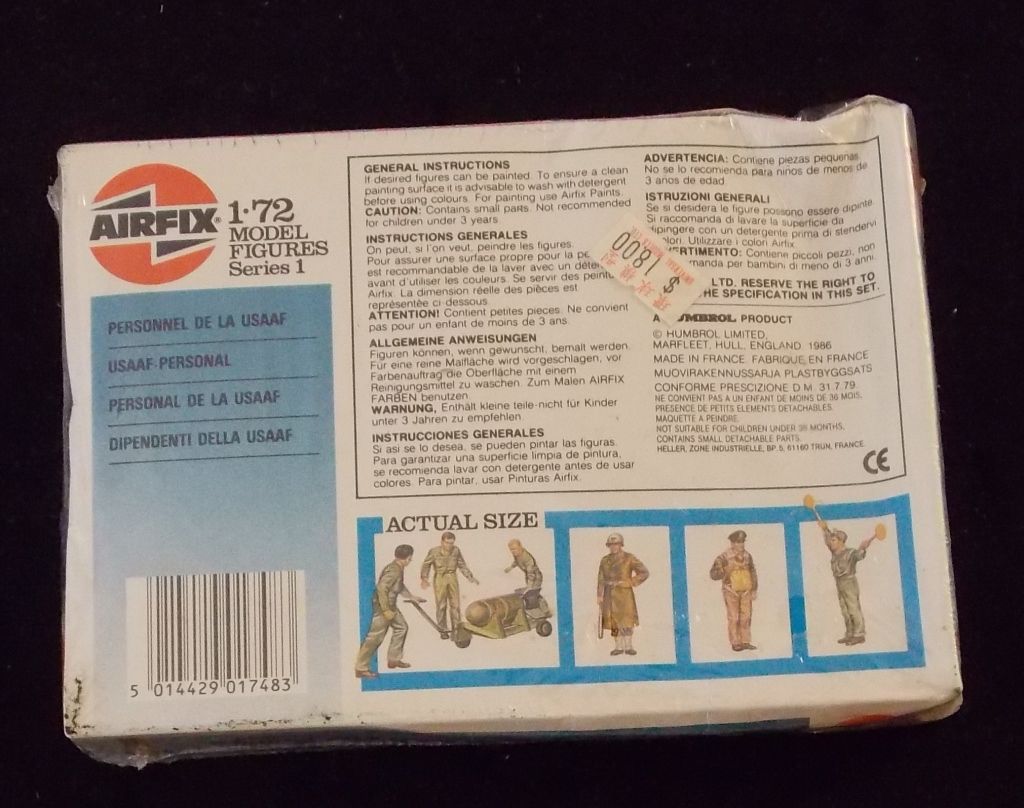 AIRFIX®
1·72
MODEL
FIGURES
Series 1
PERSONNEL DE LA USAAF
USAAF-PERSONAL
PERSONAL DE LA USAAF
DIPENDENTI DELLA USAAF
5 014429 017483
GENERAL INSTRUCTIONS
If desired figures can be painted. To ensure a clean
painting surface it is advisable to wash with detergent
before using colours. For painting use Airfix Paints.
CAUTION: Contains small parts. Not recommended
for children under 3 years.
INSTRUCTIONS GENERALES
On peut, si l'on veut, peindre les figures.
Pour assurer une surface propre pour la pe
est recommandable de la laver avec un déter
avant d'utiliser les couleurs. Se servir des peintu
Airfix. La dimension réelle des pièces est
représentée ci-dessous.
ATTENTION! Contient petites pieces. Ne convient
pas pour un enfant de moins de 3 ans.
ALLGEMEINE ANWEISUNGEN
Figuren können, wenn gewunscht, bemalt werden.
Für eine reine Malfläche wird vorgeschlagen, vor
Farbenauftrag die Oberfläche mit einem
Reinigungsmittel zu waschen. Zum Malen AIRFIX
FARBEN benutzen
WARNUNG, Enthält kleine teile-nicht für Kinder
unter 3 Jahren zu empfehlen.
INSTRUCCIONES GENERALES
Si asi se lo desea, se pueden pintar las figuras.
Para garantizar una superficie limpia de pintura,
se recomienda lavar con detergente antes de usar
colores. Para pintar, usar Pinturas Airfix.
ADVERTENCIA: Contiene piezas pequenas.
No se lo recomienda para ninos de menos de
3 anos de edad.
ISTRUZIONI GENERALI
Se si desidera le figure possono essere dipinte.
Si raccomanda di lavare la superficie da
dipingere con un detergente prima di stendervi
olori. Utilizzare i colori Airfix.
ERTIMENTO: Contiene piccoli pezzi, non
manda per bambini di meno di 3 anni.
LTD. RESERVE THE RIGHT TO
HE SPECIFICATION IN THIS SET.
$ 1800
A UMBROL PRODUCT
© HUMBROL LIMITED,
MARFLEET, HULL, ENGLAND 1986
MADE IN FRANCE. FABRIQUE EN FRANCE
MUOVIRAKENNUSSARJA PLASTBYGGSATS
CONFORME PRESCIZIONE D.M. 31.7.79.
NE CONVIENT PAS A UN ENFANT DE MOINS DE 36 MOIS.
PRESENCE DE PETITS ELEMENTS DETACHABLES.
MAQUETTE A PEINDRE.
NOT SUITABLE FOR CHILDREN UNDER 36 MONTHS,
CONTAINS SMALL DETACHABLE PARTS.
HELLER, ZONE INDUSTRIELLE, BP.5, 61160 TRUN, FRANCE.
CE
ACTUAL SIZE